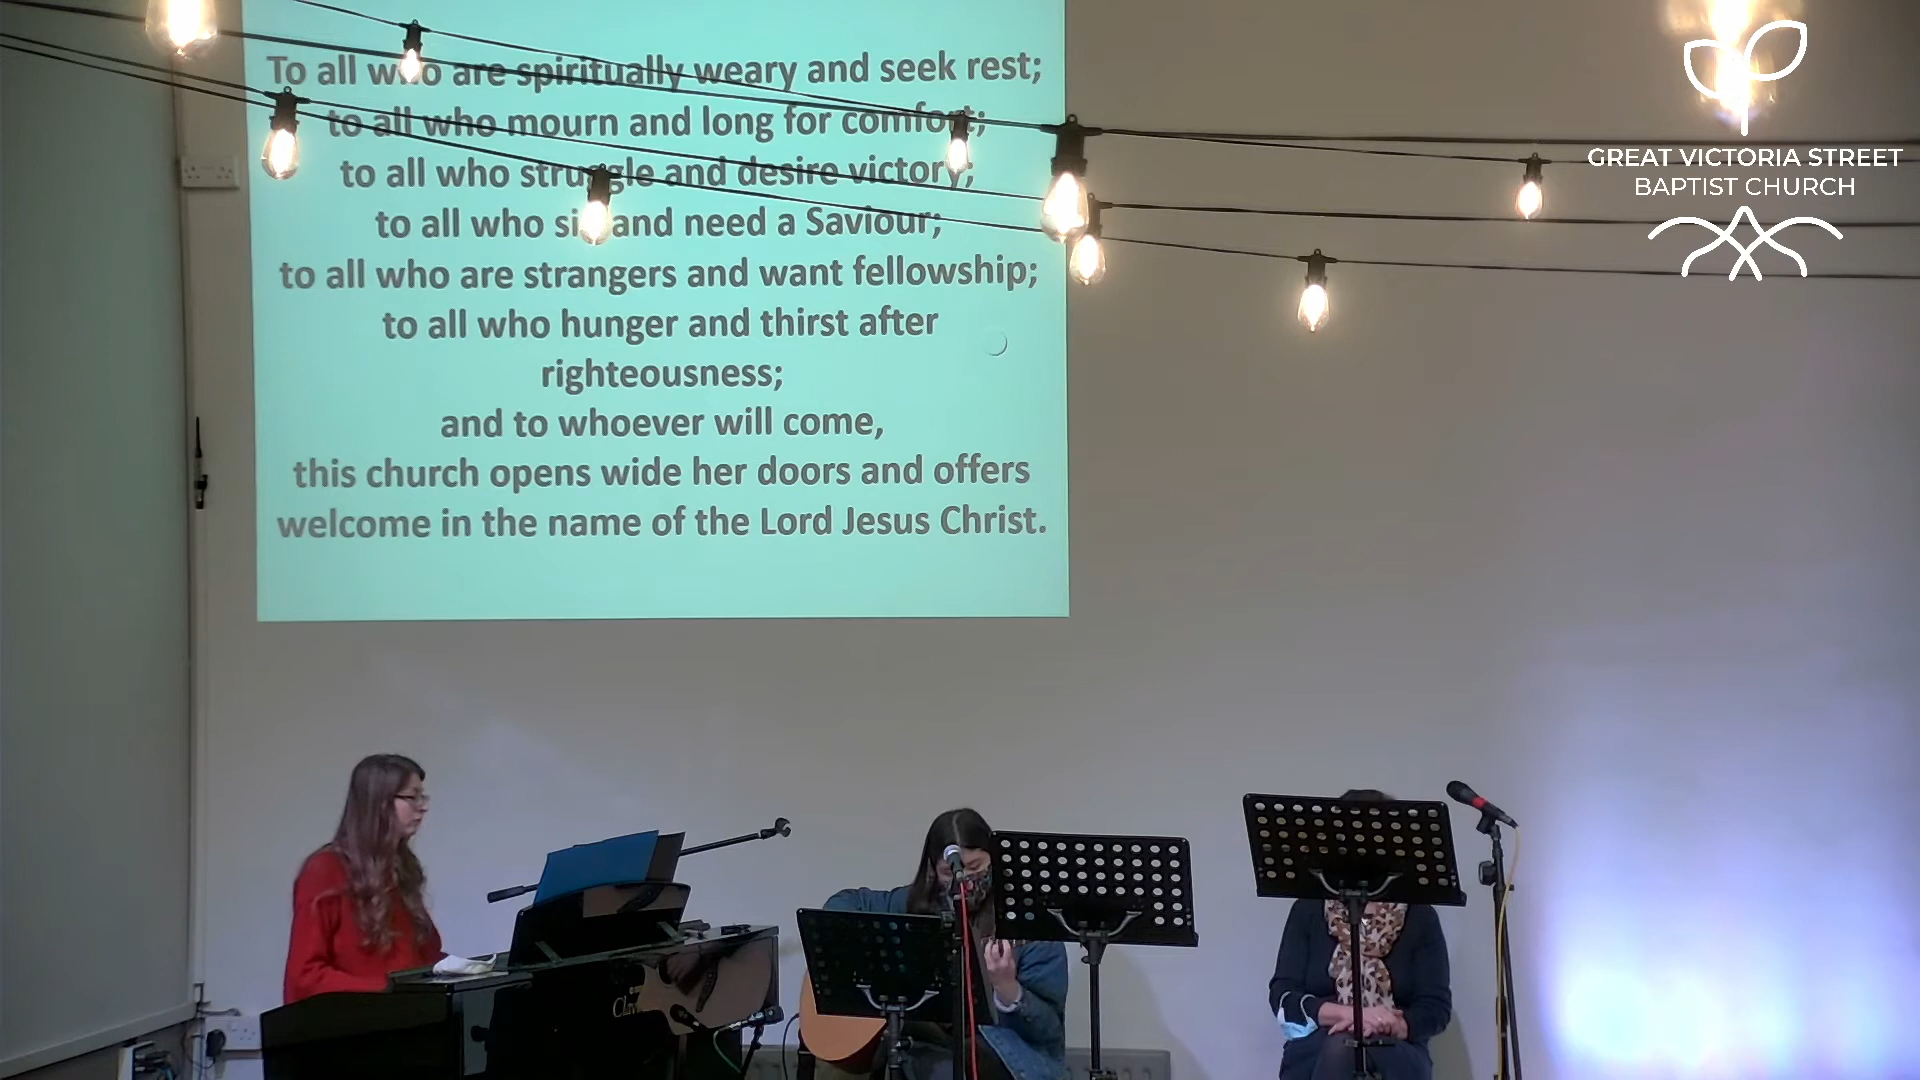 To all who are spiritually weary and seek rest;
to all who mourn and long for comfort;
to all who struggle and desire victory;
to all who sin and need a Saviour;
to all who are strangers and want fellowship;
to all who hunger and thirst after
righteousness;
and to whoever will come,
this church opens wide her doors and offers
welcome in the name of the Lord Jesus Christ.
GREAT VICTORIA STREET
BAPTIST CHURCH